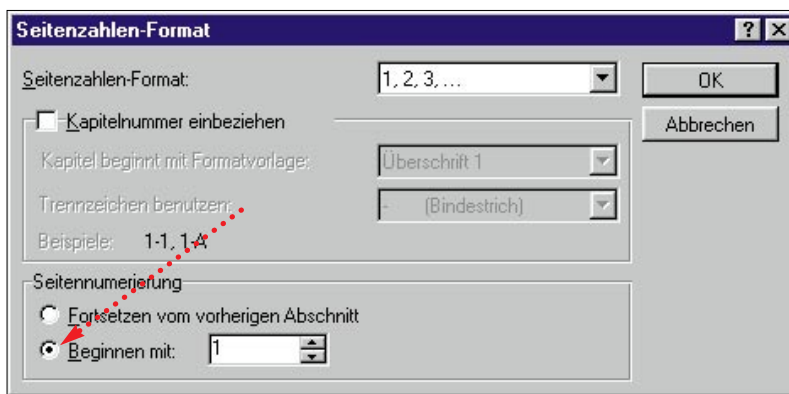 Seitenzahlen-Format
Seitenzahlen-Format: 1, 2, 3, ... OK
Kapitelnummer einbeziehen Abbrechen
Kapitel beginnt mit Formatvorlage: Überschrift 1
Trennzeichen benutzen: - (Bindestrich)
Beispiele: 1-1, 1-A
Seitennumerierung
Fortsetzen vom vorherigen Abschnitt
Beginnen mit: 1